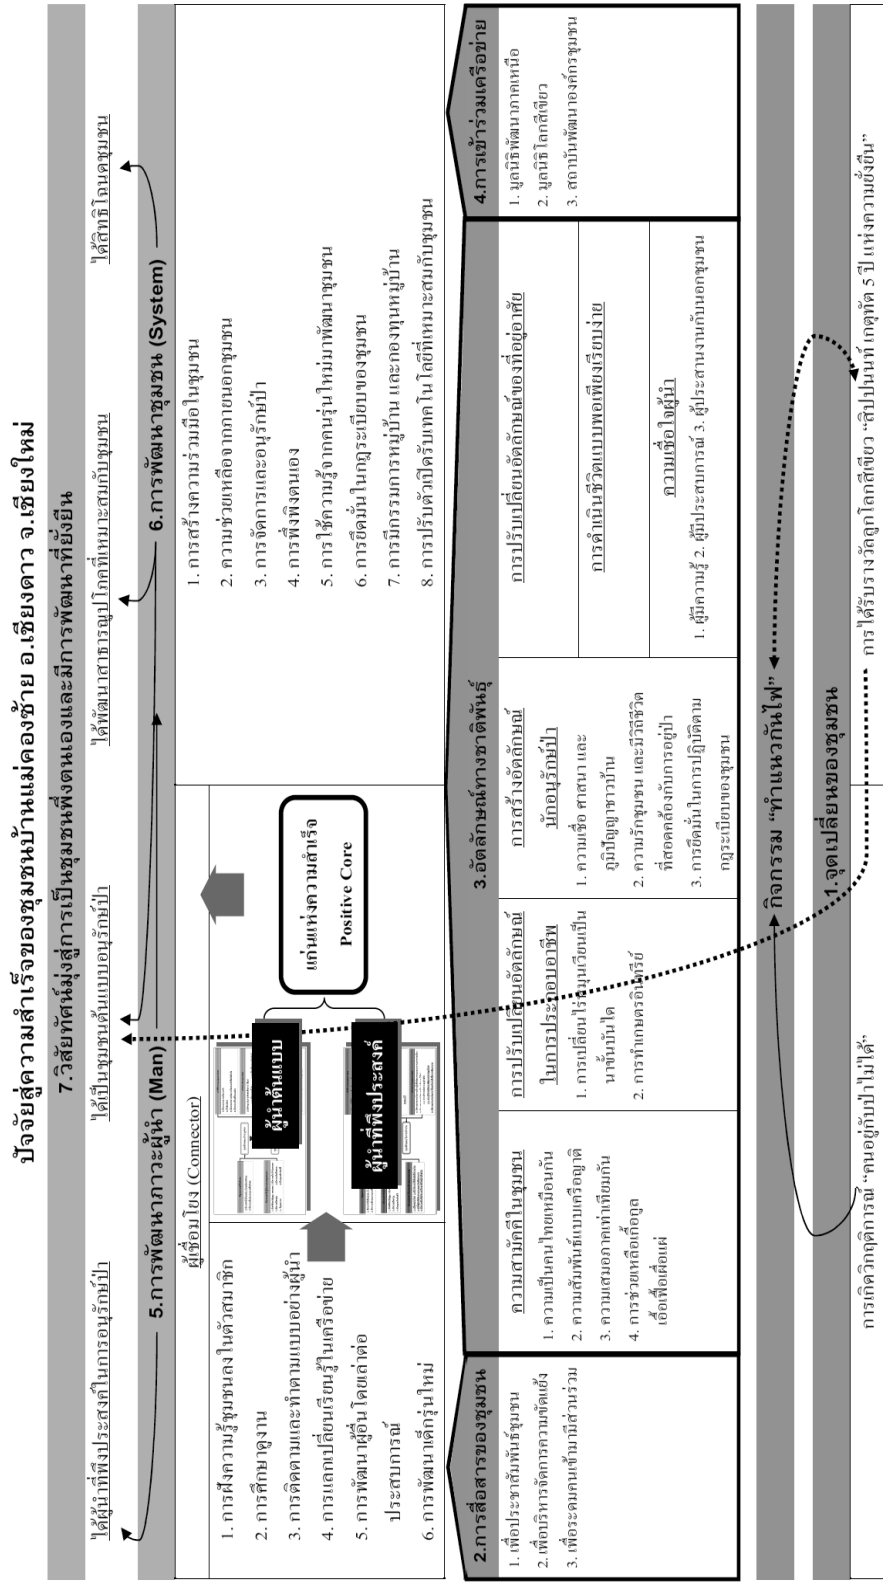 ปัจจัยสู่ความสำเร็จของชุมชนบ้านแม่คองซ้าย อ.เชียงดาว จ.เชียงใหม่
7.วิสัยทัศน์มุ่งสู่การเป็นชุมชนพึ่งตนเองและมีการพัฒนาที่ยั่งยืน
ได้ผู้นำที่พึงประสงค์ในการอนุรักษ์ป่า
ได้เป็นชุมชนต้นแบบอนุรักษ์ป่า
ได้พัฒนาสาธารณูปโภคที่เหมาะสมกับชุมชน
ได้สิทธิโฉนดชุมชน
5.การพัฒนาภาวะผู้นำ (Man)
6.การพัฒนาชุมชน (System)
1. การฝังความรู้ชุมชนลงในตัวสมาชิก
2. การศึกษาดูงาน
3. การติดตามและทำตามแบบอย่างผู้นำ
4. การแลกเปลี่ยนเรียนรู้ในเครือข่าย
5. การพัฒนาผู้อื่นโดยเล่าต่อ
ประสบการณ์
6. การพัฒนาเด็กรุ่นใหม่
ผู้เชื่อมโยง (Connector)
ผู้นำต้นแบบ
ผู้นำที่พึงประสงค์
แก่นแห่งความสำเร็จ
Positive Core
1. การสร้างความร่วมมือในชุมชน
2. ความช่วยเหลือจากภายนอกชุมชน
3. การจัดการและอนุรักษ์ป่า
4. การพึ่งพิงตนเอง
5. การใช้ความรู้จากคนรุ่นใหม่มาพัฒนาชุมชน
6. การยึดมั่นในกฎระเบียบของชุมชน
7. การมีกรรมการหมู่บ้าน และกองทุนหมู่บ้าน
8. การปรับตัวเปิดรับเทคโนโลยีที่เหมาะสมกับชุมชน
2.การสื่อสารของชุมชน
1. เพื่อประชาสัมพันธ์ชุมชน
2. เพื่อบริหารจัดการความขัดแย้ง
3. เพื่อระดมคนเข้ามามีส่วนร่วม
3.อัตลักษณ์ทางชาติพันธุ์
ความสามัคคีในชุมชน
1. ความเป็นคนไทยเหมือนกัน
2. ความสัมพันธ์แบบเครือญาติ
3. ความเสมอภาคเท่าเทียมกัน
4. การช่วยเหลือเกื้อกูล
เอื้อเฟื้อเผื่อแผ่
การปรับเปลี่ยนอัตลักษณ์
ในการประกอบอาชีพ
1. การเปลี่ยนไร่หมุนเวียนเป็น
นาขั้นบันได
2. การทำเกษตรอินทรีย์
การสร้างอัตลักษณ์
นักอนุรักษ์ป่า
1. ความเชื่อ ศาสนา และ
ภูมิปัญญาชาวบ้าน
2. ความรักชุมชน และมีวิถีชีวิต
ที่สอดคล้องกับการอยู่ป่า
3. การยึดมั่นในการปฏิบัติตาม
กฎระเบียบของชุมชน
การปรับเปลี่ยนอัตลักษณ์ของที่อยู่อาศัย
การดำเนินชีวิตแบบพอเพียงเรียบง่าย
ความเชื่อใจผู้นำ
1. ผู้มีความรู้ 2. ผู้มีประสบการณ์ 3. ผู้ประสานงานกับนอกชุมชน
4.การเข้าร่วมเครือข่าย
1. มูลนิธิพัฒนาภาคเหนือ
2. มูลนิธิโลกสีเขียว
3. สถาบันพัฒนาองค์กรชุมชน
กิจกรรม “ทำแนวกันไฟ”
1.จุดเปลี่ยนของชุมชน
การเกิดวิกฤติการณ์ “คนอยู่กับป่าไม่ได้”
การได้รับรางวัลลูกโลกสีเขียว “สิปปนนท์ เกตุทัต 5 ปี แห่งความยั่งยืน”